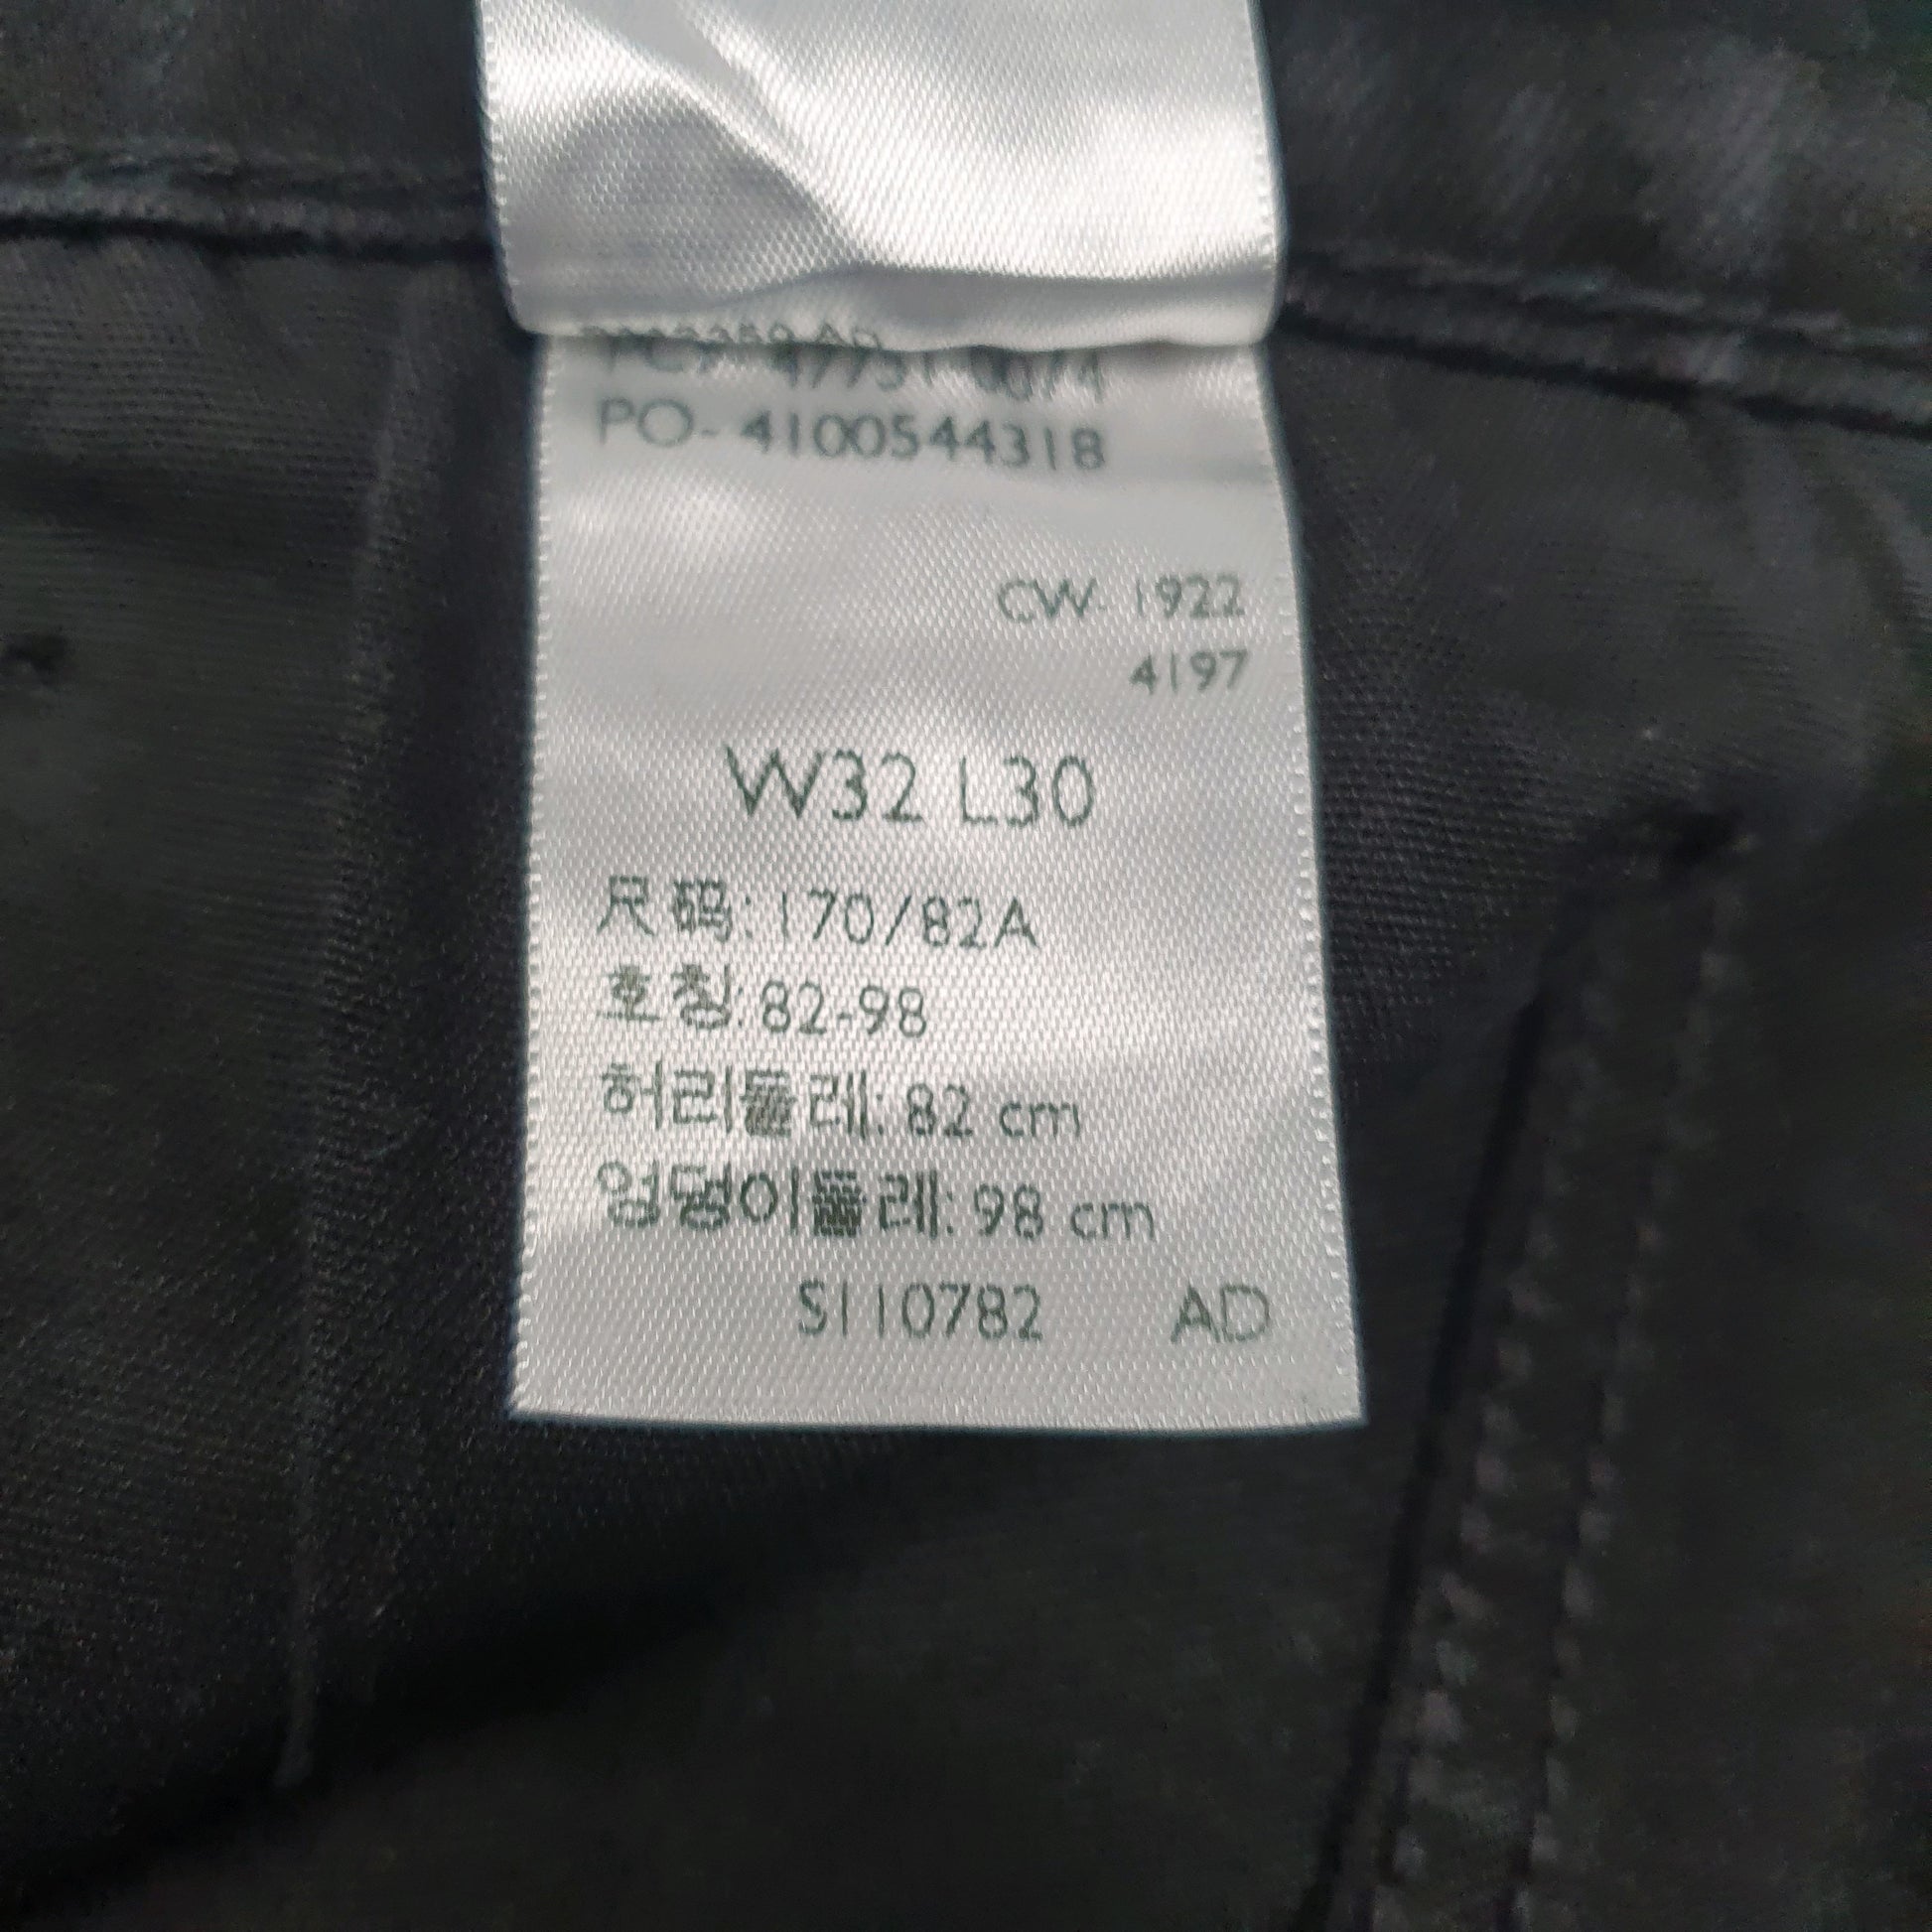 PO- 4100544318
CW- 1922
4197
W32 L30
尺码: 170/82A
호칭: 82-98
허리둘레: 82 cm
엉덩이둘레: 98 cm
S110782 AD